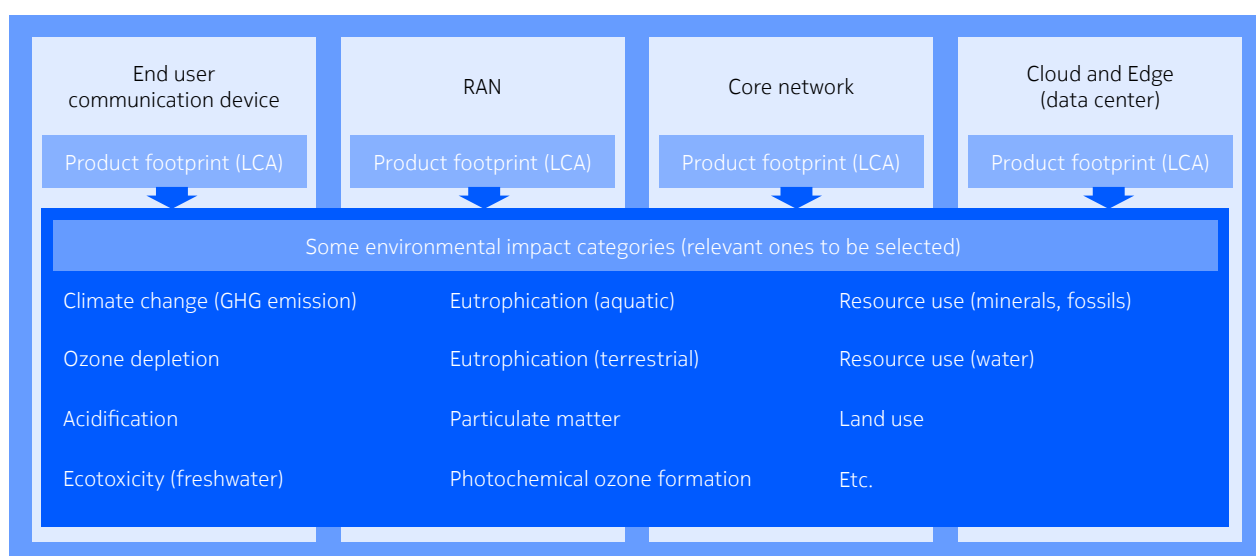 End user
communication device
RAN
Core network
Cloud and Edge
(data center)
Product footprint (LCA)
Product footprint (LCA)
Product footprint (LCA)
Product footprint (LCA)
Some environmental impact categories (relevant ones to be selected)
Climate change (GHG emission)
Eutrophication (aquatic)
Resource use (minerals, fossils)
Ozone depletion
Eutrophication (terrestrial)
Resource use (water)
Acidification
Particulate matter
Land use
Ecotoxicity (freshwater)
Photochemical ozone formation
Etc.